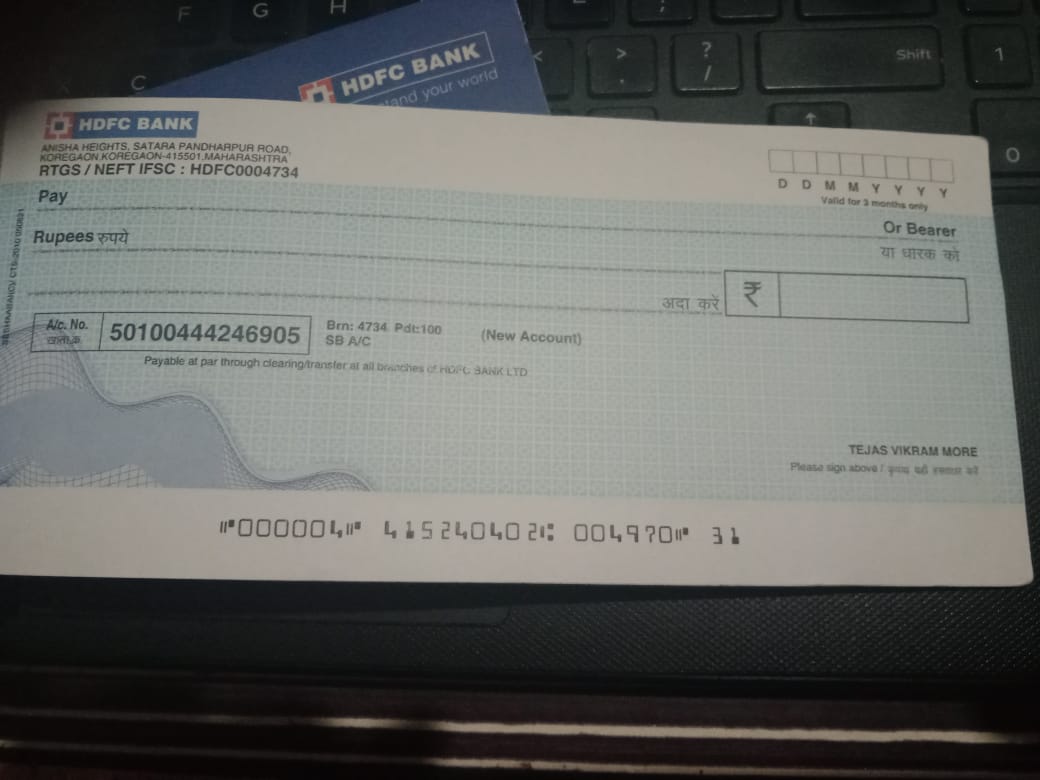 F G H
C
HDFC BANK
and your world
< > ? Shift 1
. /
↑
0
HDFC BANK
ANISHA HEIGHTS, SATARA PANDHARPUR ROAD,
KOREGAON,KOREGAON-415501,MAHARASHTRA
RTGS / NEFT IFSC : HDFC0004734
D D M M Y Y Y Y
Valid for 3 months only
Pay
Or Bearer
या धारक को
Rupees रुपये
अदा करें ₹
A/c. No. 50100444246905
Brn: 4734 Pdt:100
SB A/C
(New Account)
Payable at par through clearing/transfer at all branches of HDFC BANK LTD
TEJAS VIKRAM MORE
Please sign above /
⑈000004⑈ 415240402⑆ 004970⑈ 31